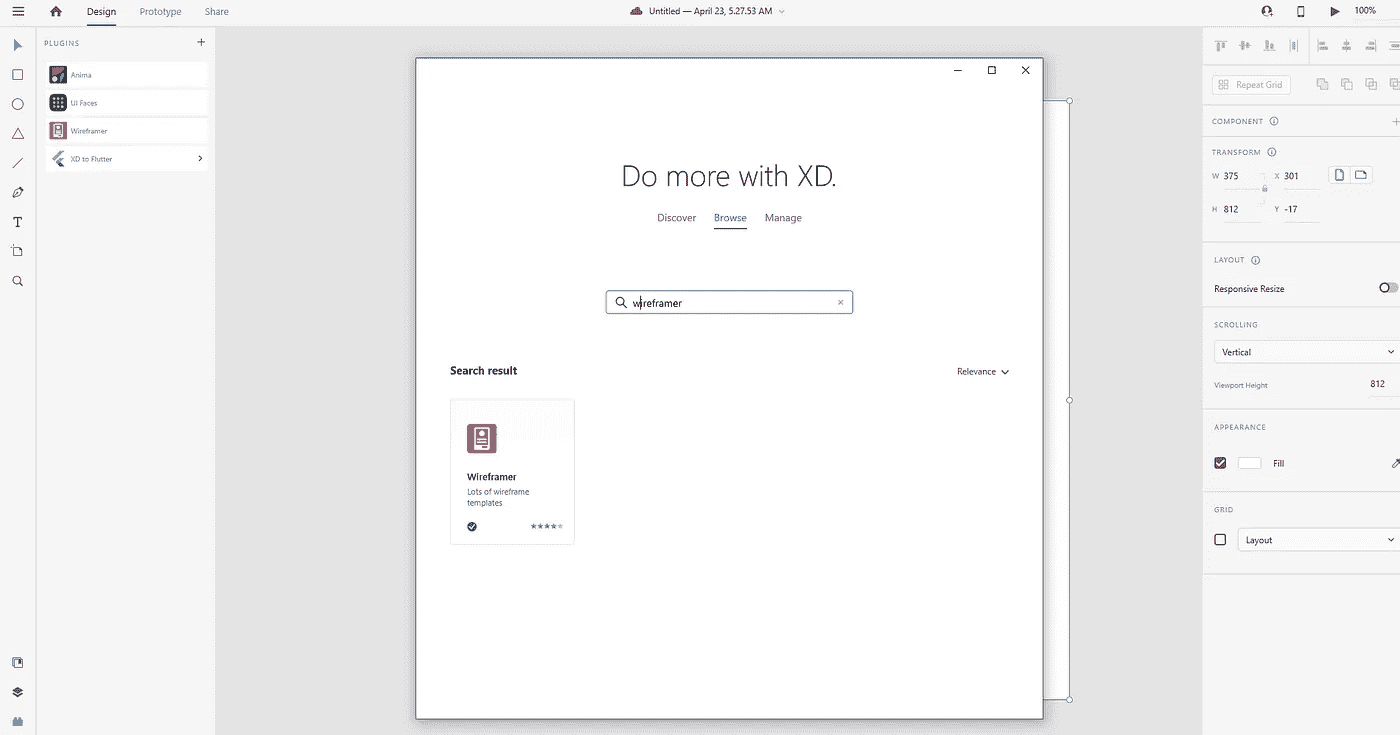 Design Prototype Share Untitled — April 23, 5.27.53 AM 100%
PLUGINS +
Anima
UI Faces
Wireframer
XD to Flutter
Do more with XD.
Discover Browse Manage
wireframer
Search result Relevance
Wireframer
Lots of wireframe
templates
Repeat Grid
COMPONENT
TRANSFORM
W 375 X 301
H 812 Y -17
LAYOUT
Responsive Resize
SCROLLING
Vertical
Viewport Height 812
APPEARANCE
Fill
GRID
Layout